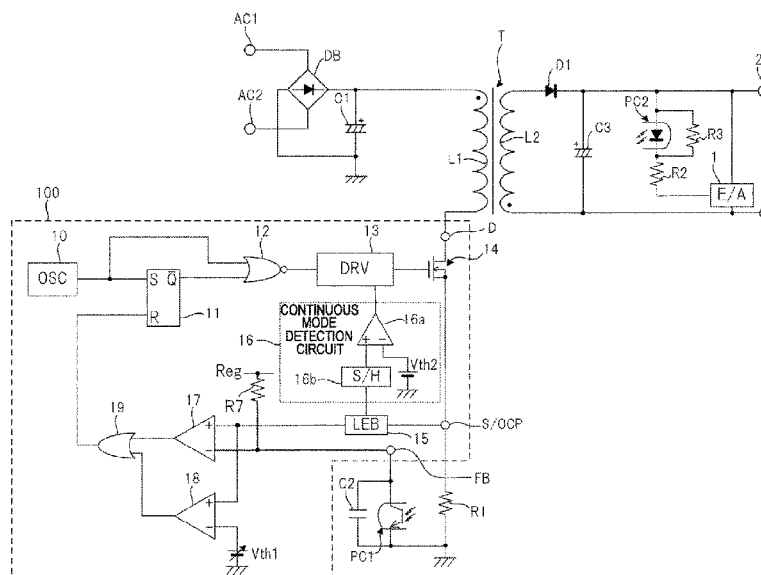 AC1
DB
T
D1
2
AC2
C1
PC2
C3
R3
L1
L2
R2
1
E/A
100
10
12
13
D
OSC
S Q̅
DRV
14
R
11
CONTINUOUS
MODE
DETECTION
CIRCUIT
16
16a
+ −
Vth2
16b
S/H
Reg
R7
19
17
LEB
15
S/OCP
+
−
FB
18
C2
R1
+
−
PC1
Vth1